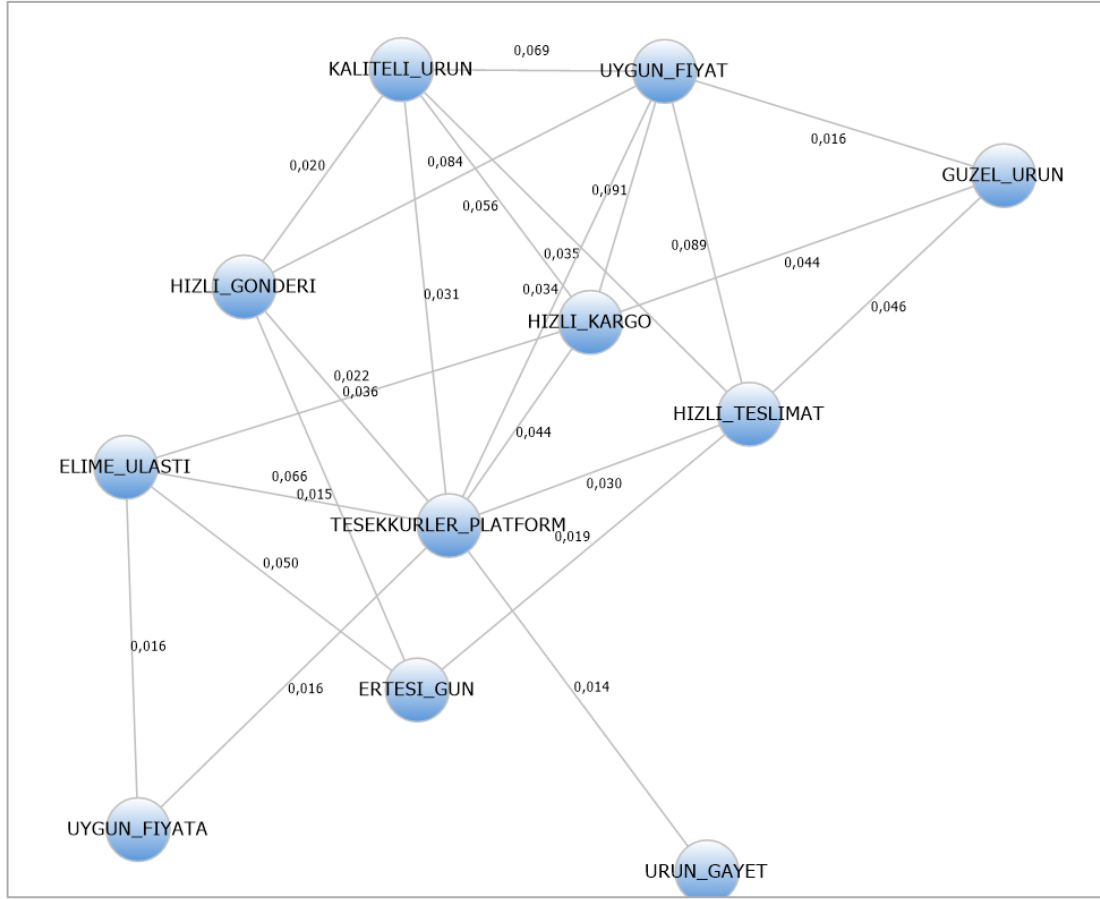 0,069
KALITELI_URUN
UYGUN_FIYAT
0,016
0,020
0,084
GUZEL_URUN
0,091
0,056
0,089
0,035
0,044
HIZLI_GONDERI
0,034
0,031
0,046
HIZLI_KARGO
0,022
0,036
HIZLI_TESLIMAT
0,044
ELIME_ULASTI
0,066
0,030
0,015
TESEKKURLER_PLATFORM
0,019
0,050
0,016
0,016
ERTESI_GUN
0,014
UYGUN_FIYATA
URUN_GAYET